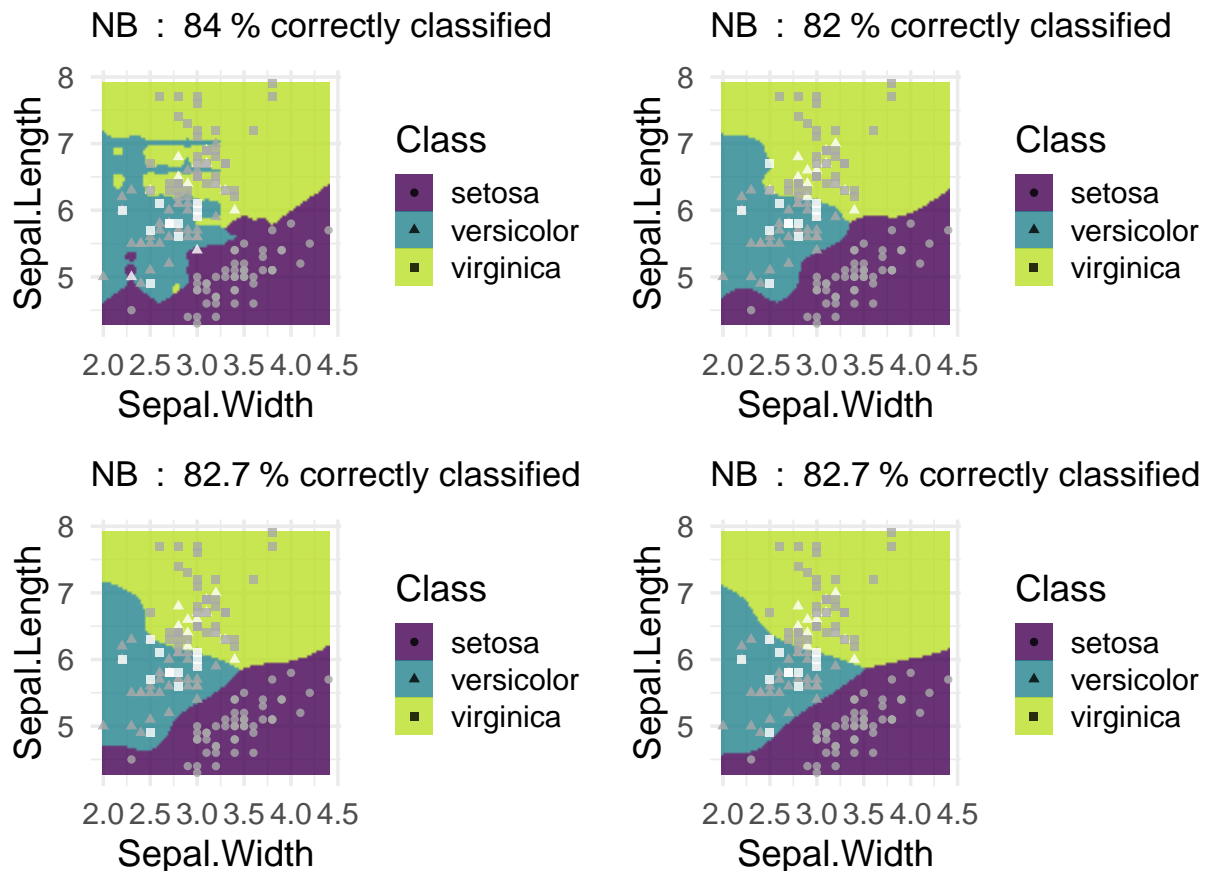 NB : 84 % correctly classified
8
7
6
5
2.0 2.5 3.0 3.5 4.0 4.5
Sepal.Length
Sepal.Width
Class
setosa
versicolor
virginica
NB : 82 % correctly classified
8
7
6
5
2.0 2.5 3.0 3.5 4.0 4.5
Sepal.Length
Sepal.Width
Class
setosa
versicolor
virginica
NB : 82.7 % correctly classified
8
7
6
5
2.0 2.5 3.0 3.5 4.0 4.5
Sepal.Length
Sepal.Width
Class
setosa
versicolor
virginica
NB : 82.7 % correctly classified
8
7
6
5
2.0 2.5 3.0 3.5 4.0 4.5
Sepal.Length
Sepal.Width
Class
setosa
versicolor
virginica